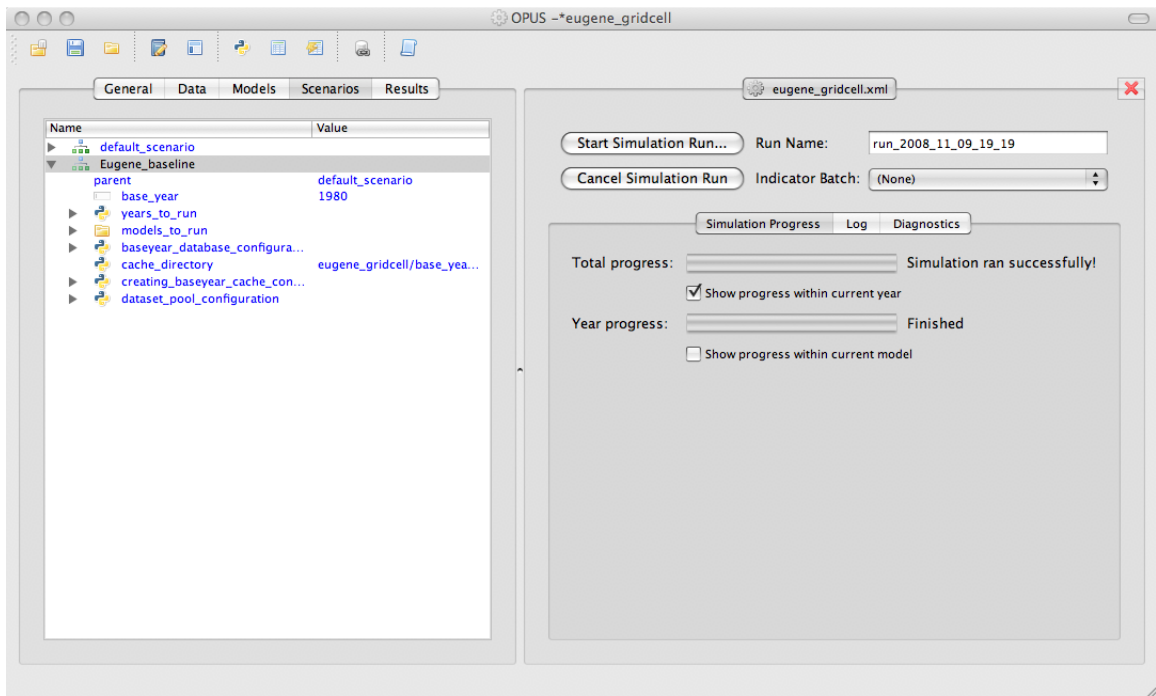 OPUS -*eugene_gridcell
General Data Models Scenarios Results
Name Value
default_scenario
Eugene_baseline
parent default_scenario
base_year 1980
years_to_run
models_to_run
baseyear_database_configura...
cache_directory eugene_gridcell/base_yea...
creating_baseyear_cache_con...
dataset_pool_configuration
eugene_gridcell.xml
Start Simulation Run... Run Name: run_2008_11_09_19_19
Cancel Simulation Run Indicator Batch: (None)
Simulation Progress Log Diagnostics
Total progress: Simulation ran successfully!
Show progress within current year
Year progress: Finished
Show progress within current model